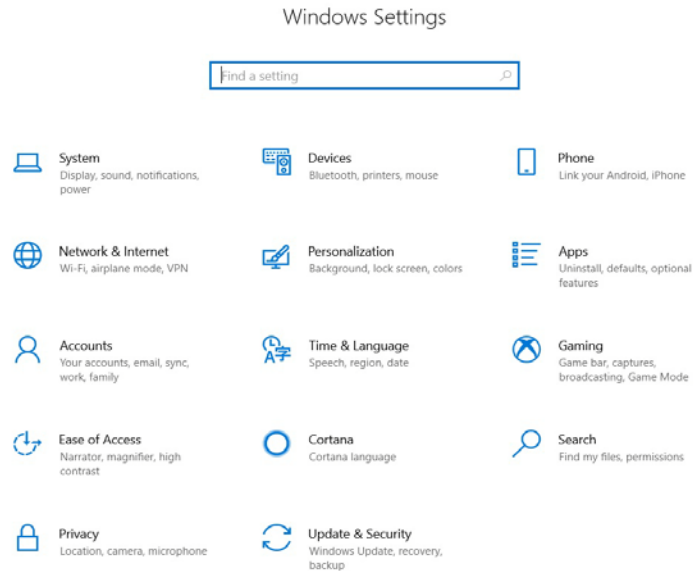 Windows Settings
Find a setting
System
Display, sound, notifications,
power
Devices
Bluetooth, printers, mouse
Phone
Link your Android, iPhone
Network & Internet
Wi-Fi, airplane mode, VPN
Personalization
Background, lock screen, colors
Apps
Uninstall, defaults, optional
features
Accounts
Your accounts, email, sync,
work, family
Time & Language
Speech, region, date
Gaming
Game bar, captures,
broadcasting, Game Mode
Ease of Access
Narrator, magnifier, high
contrast
Cortana
Cortana language
Search
Find my files, permissions
Privacy
Location, camera, microphone
Update & Security
Windows Update, recovery,
backup